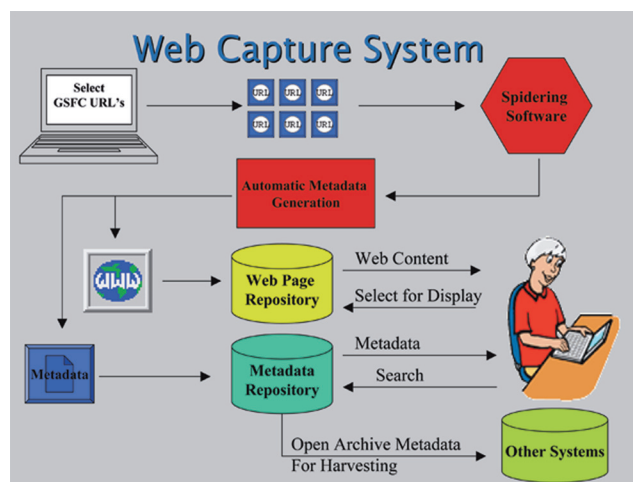 Web Capture System
Select
GSFC URL's
URL URL URL
URL URL URL
Spidering
Software
Automatic Metadata
Generation
WWW
Web Page
Repository
Web Content
Select for Display
Metadata
Metadata
Repository
Metadata
Search
Open Archive Metadata
For Harvesting
Other Systems